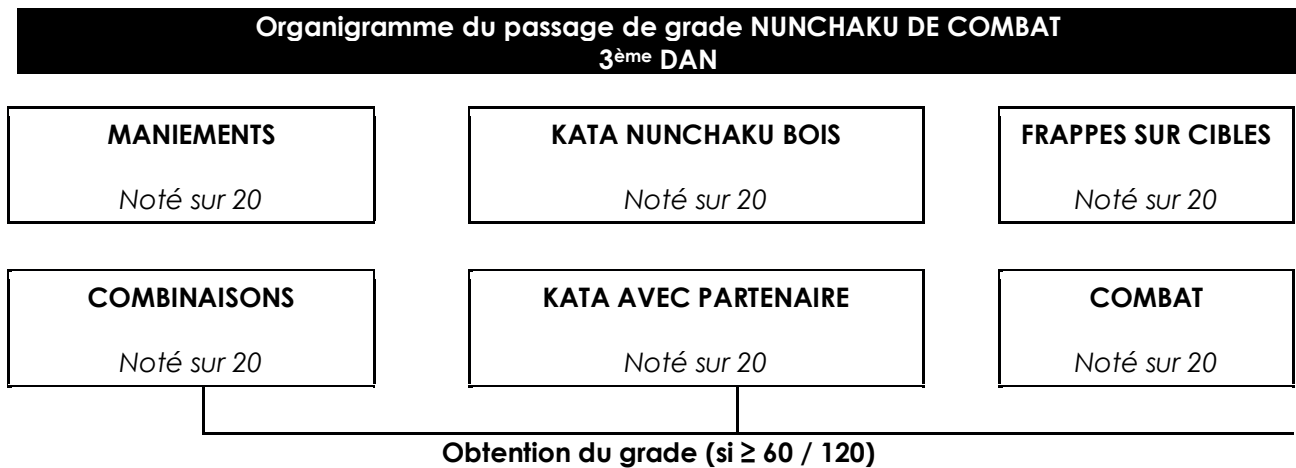 Organigramme du passage de grade NUNCHAKU DE COMBAT
3ème DAN
MANIEMENTS
Noté sur 20
KATA NUNCHAKU BOIS
Noté sur 20
FRAPPES SUR CIBLES
Noté sur 20
COMBINAISONS
Noté sur 20
KATA AVEC PARTENAIRE
Noté sur 20
COMBAT
Noté sur 20
Obtention du grade (si ≥ 60 / 120)